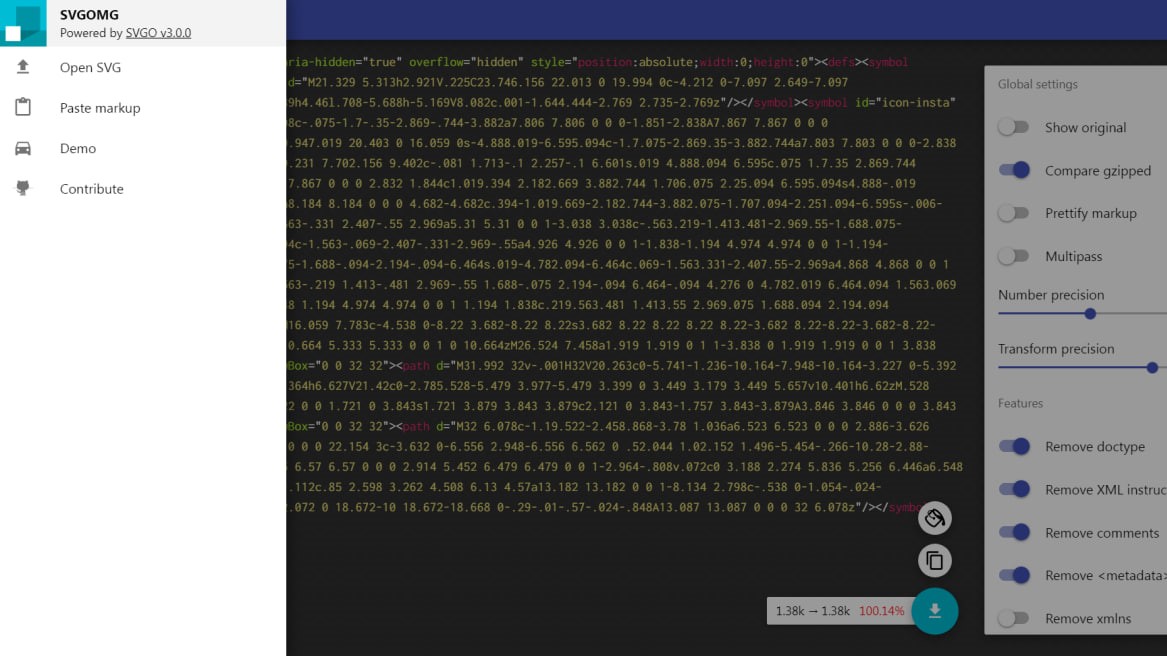 SVGOMG
Powered by SVGO v3.0.0
Open SVG
Paste markup
Demo
Contribute
aria-hidden="true" overflow="hidden" style="position:absolute;width:0;height:0"><defs><symbol
d="M21.329 5.313h2.921V.225C23.746.156 22.013 0 19.994 0c-4.212 0-7.097 2.649-7.097
9h4.46l.708-5.688h-5.169V8.082c.001-1.644.444-2.769 2.735-2.769z"/></symbol><symbol id="icon-insta"
8c-.075-1.7-.35-2.869-.744-3.882a7.806 7.806 0 0 0-1.851-2.838A7.867 7.867 0 0 0
.947.019 20.403 0 16.059 0s-4.888.019-6.595.094c-1.7.075-2.869.35-3.882.744a7.803 7.803 0 0 0-2.838
.231 7.702.156 9.402c-.081 1.713-.1 2.257-.1 6.601s.019 4.888.094 6.595c.075 1.7.35 2.869.744
7.867 0 0 0 2.832 1.844c1.019.394 2.182.669 3.882.744 1.706.075 2.25.094 6.595.094s4.888-.019
8.184 8.184 0 0 0 4.682-4.682c.394-1.019.669-2.182.744-3.882.075-1.707.094-2.251.094-6.595s-.006-
63-.331 2.407-.55 2.969a5.31 5.31 0 0 1-3.038 3.038c-.563.219-1.413.481-2.969.55-1.688.075-
4c-1.563-.069-2.407-.331-2.969-.55a4.926 4.926 0 0 1-1.838-1.194 4.974 4.974 0 0 1-1.194-
5-1.688-.094-2.194-.094-6.464s.019-4.782.094-6.464c.069-1.563.331-2.407.55-2.969a4.868 4.868 0 0 1
63-.219 1.413-.481 2.969-.55 1.688-.075 2.194-.094 6.464-.094 4.276 0 4.782.019 6.464.094 1.563.069
8 1.194 4.974 4.974 0 0 1 1.194 1.838c.219.563.481 1.413.55 2.969.075 1.688.094 2.194.094
M16.059 7.783c-4.538 0-8.22 3.682-8.22 8.22s3.682 8.22 8.22 8.22 8.22-3.682 8.22-8.22-3.682-8.22-
0.664 5.333 5.333 0 0 1 0 10.664zM26.524 7.458a1.919 1.919 0 1 1-3.838 0 1.919 1.919 0 0 1 3.838
Box="0 0 32 32"><path d="M31.992 32v-.001H32V20.263c0-5.741-1.236-10.164-7.948-10.164-3.227 0-5.392
364h6.627V21.42c0-2.785.528-5.479 3.977-5.479 3.399 0 3.449 3.179 3.449 5.657v10.401h6.62zM.528
2 0 0 1.721 0 3.843s1.721 3.879 3.843 3.879c2.121 0 3.843-1.757 3.843-3.879A3.846 3.846 0 0 0 3.843
Box="0 0 32 32"><path d="M32 6.078c-1.19.522-2.458.868-3.78 1.036a6.523 6.523 0 0 0 2.886-3.626
0 0 0 22.154 3c-3.632 0-6.556 2.948-6.556 6.562 0 .52.044 1.02.152 1.496-5.454-.266-10.28-2.88-
6.57 6.57 0 0 0 2.914 5.452 6.479 6.479 0 0 1-2.964-.808v.072c0 3.188 2.274 5.836 5.256 6.446a6.548
.112c.85 2.598 3.262 4.508 6.13 4.57a13.182 13.182 0 0 1-8.134 2.798c-.538 0-1.054-.024-
.072 0 18.672-10 18.672-18.668 0-.29-.01-.57-.024-.848A13.087 13.087 0 0 0 32 6.078z"/></symbo
1.38k → 1.38k 100.14%
Global settings
Show original
Compare gzipped
Prettify markup
Multipass
Number precision
Transform precision
Features
Remove doctype
Remove XML instruc
Remove comments
Remove <metadata>
Remove xmlns